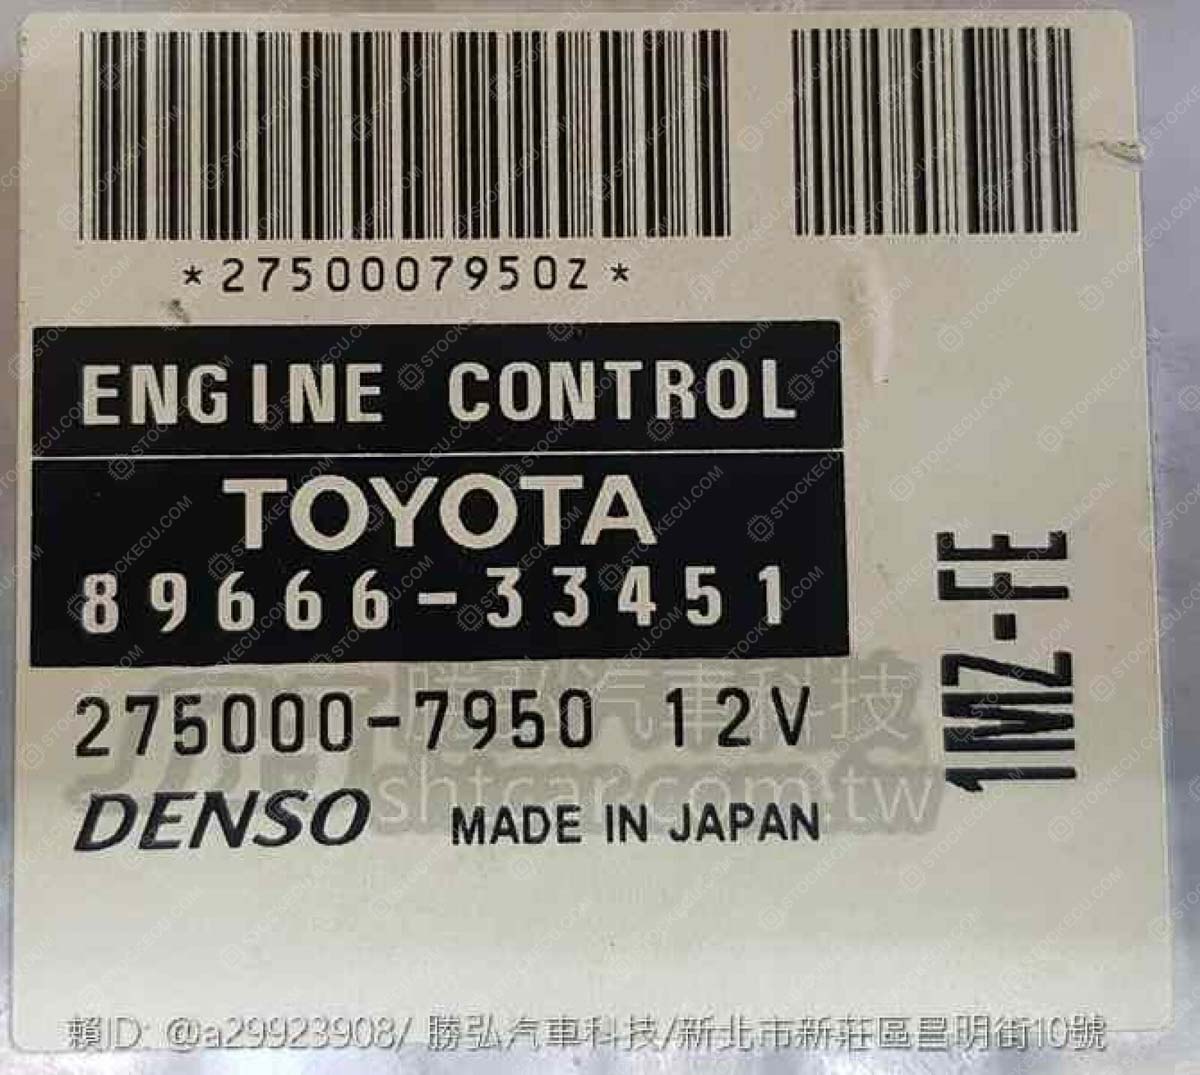 *2750007950Z*
ENGINE CONTROL
TOYOTA
89666-33451
275000-7950 12V
DENSO MADE IN JAPAN
1MZ-FE
勝弘汽車科技
shtcar.com.tw
賴ID: @a29923908/ 勝弘汽車科技/新北市新莊區昌明街10號
STOCKECU.COM